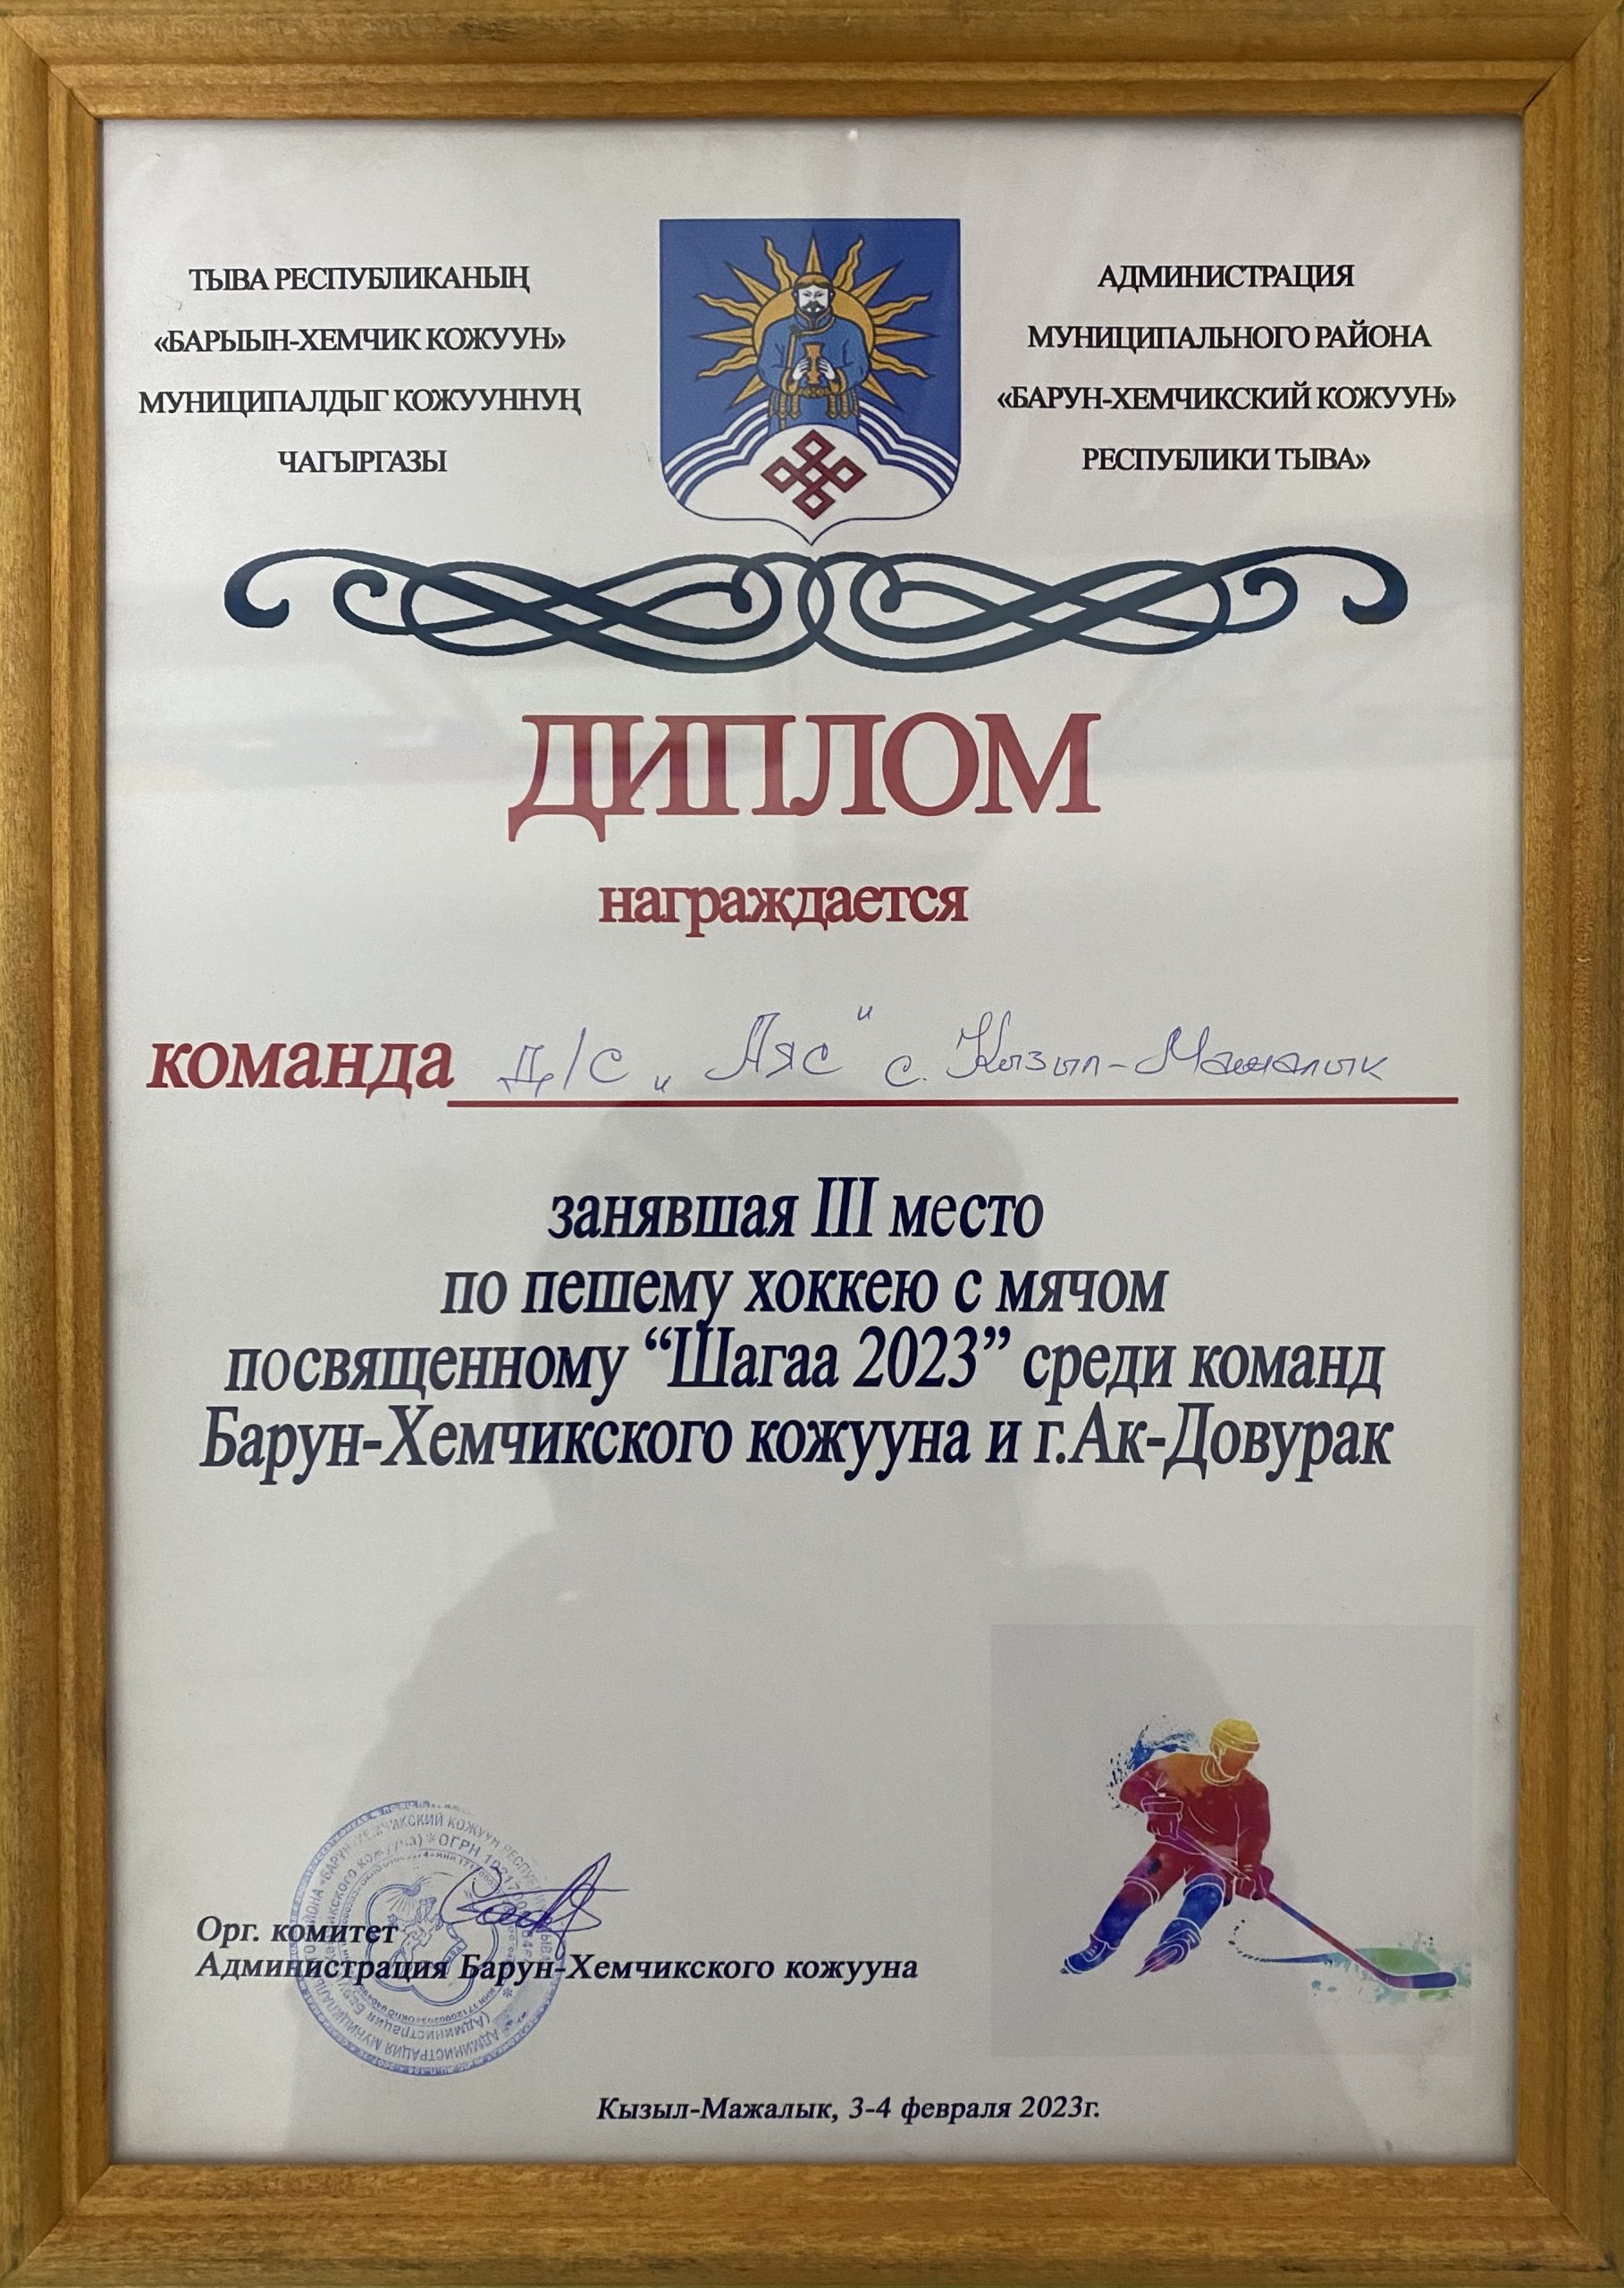 ТЫВА РЕСПУБЛИКАНЫӉ
«БАРЫЫН-ХЕМЧИК КОЖУУН»
МУНИЦИПАЛДЫГ КОЖУУННУӉ
ЧАГЫРГАЗЫ
АДМИНИСТРАЦИЯ
МУНИЦИПАЛЬНОГО РАЙОНА
«БАРУН-ХЕМЧИКСКИЙ КОЖУУН»
РЕСПУБЛИКИ ТЫВА»
ДИПЛОМ
награждается
команда Д/С „Аяс" с. Кызыл-Мажалык
занявшая III место
по пешему хоккею с мячом
посвященному “Шагаа 2023” среди команд
Барун-Хемчикского кожууна и г.Ак-Довурак
Орг. комитет
Администрация Барун-Хемчикского кожууна
Кызыл-Мажалык, 3-4 февраля 2023г.